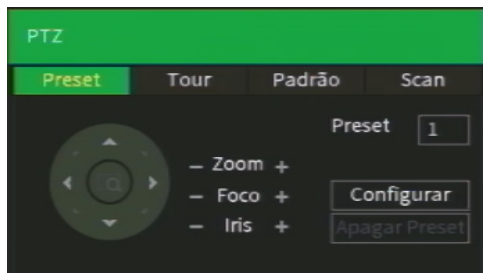 PTZ
Preset Tour Padrão Scan
Preset 1
− Zoom +
− Foco + Configurar
− Iris + Apagar Preset